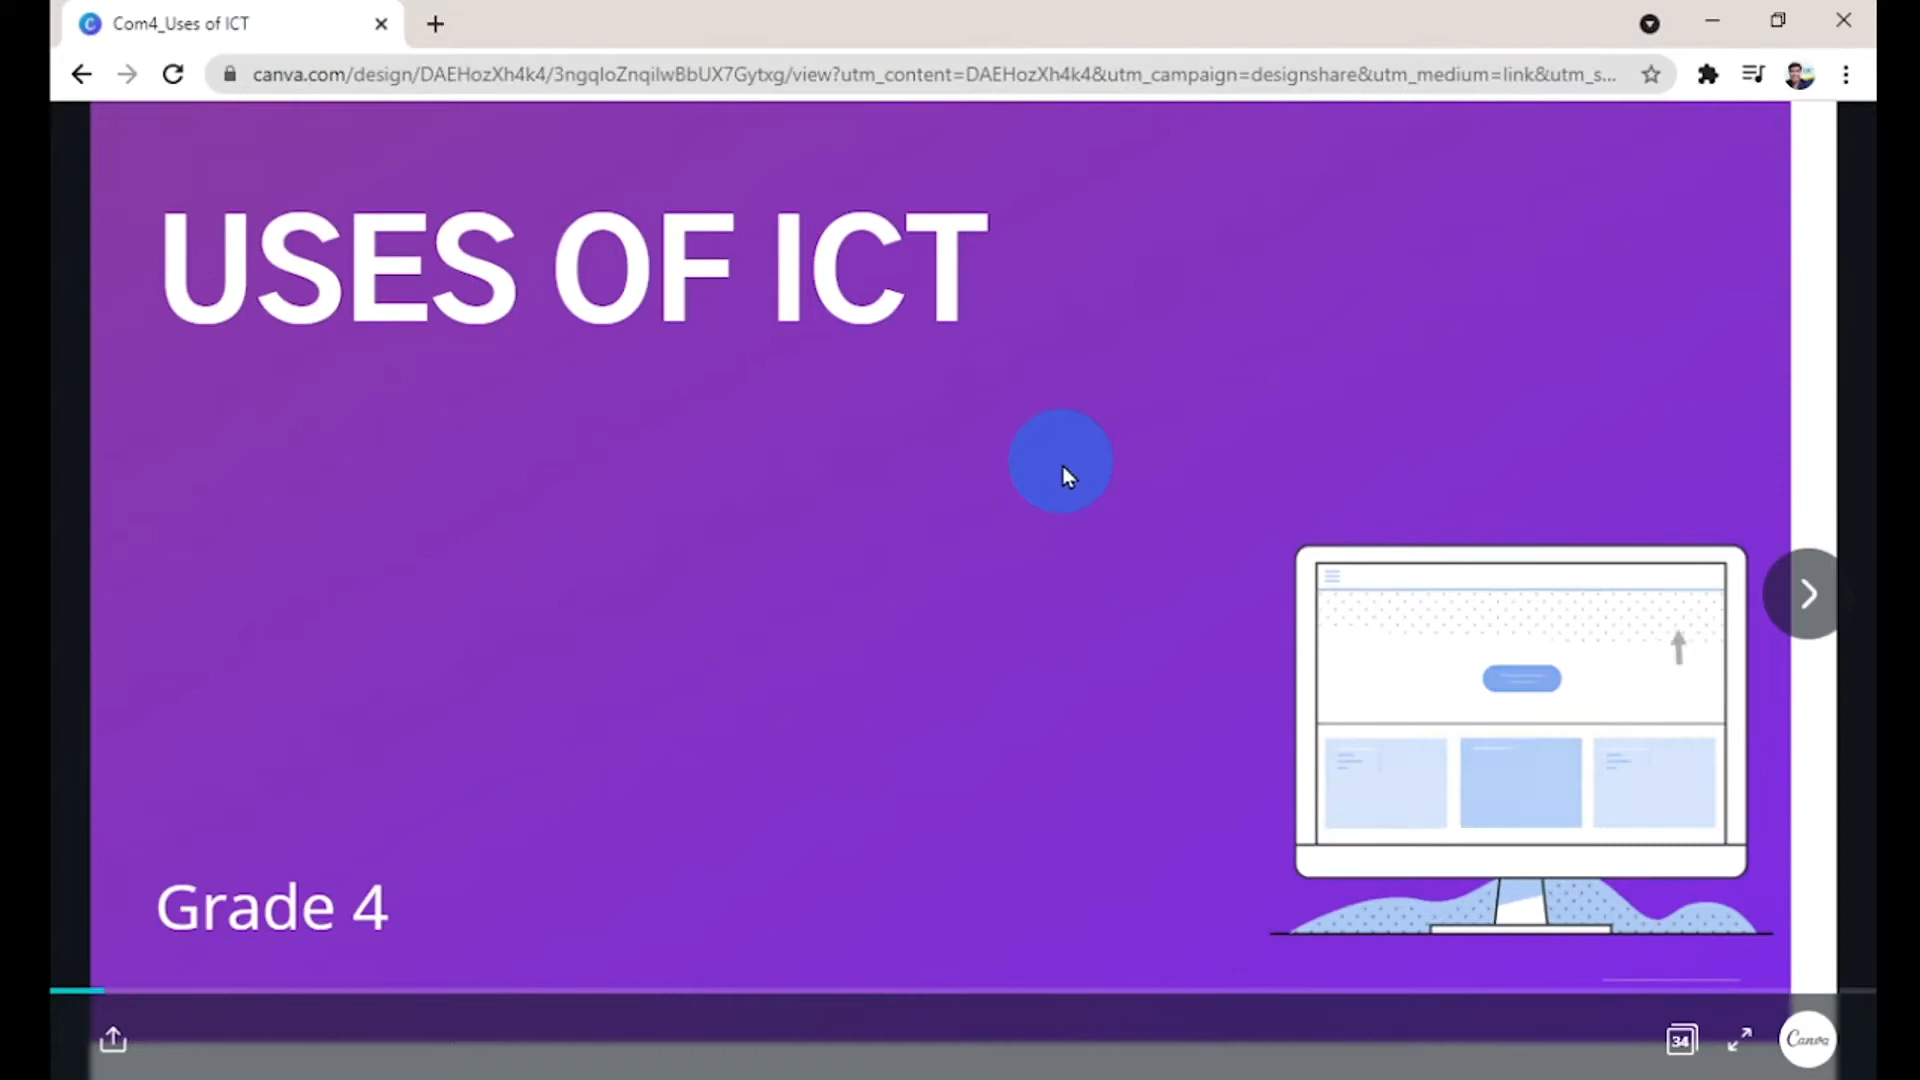 Com4_Uses of ICT
canva.com/design/DAEHozXh4k4/3ngqIoZnqilwBbUX7Gytxg/view?utm_content=DAEHozXh4k4&utm_campaign=designshare&utm_medium=link&utm_s...
USES OF ICT
Grade 4
34
Canva